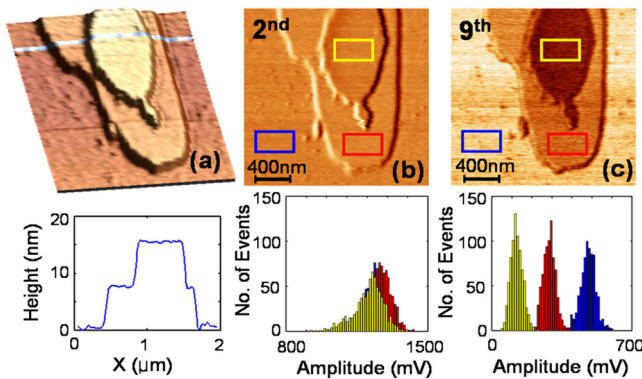 (a)
2nd
400nm
(b)
9th
400nm
(c)
Height (nm)
20
10
0
0
1
2
X (µm)
No. of Events
150
100
50
0
800
1500
Amplitude (mV)
No. of Events
150
100
50
0
0
700
Amplitude (mV)